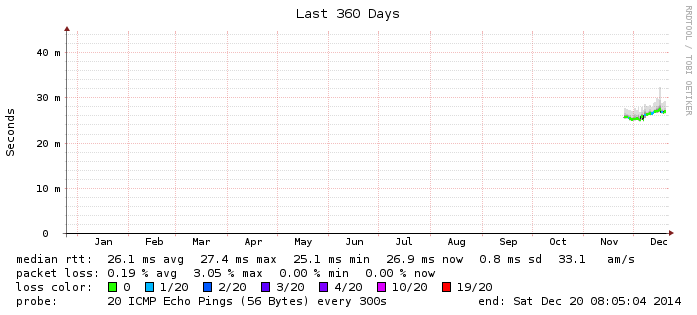 Last 360 Days
RRDTOOL / TOBI OETIKER
Seconds
40 m
30 m
20 m
10 m
0
Jan Feb Mar Apr May Jun Jul Aug Sep Oct Nov Dec
median rtt: 26.1 ms avg 27.4 ms max 25.1 ms min 26.9 ms now 0.8 ms sd 33.1 am/s
packet loss: 0.19 % avg 3.05 % max 0.00 % min 0.00 % now
loss color: 0 1/20 2/20 3/20 4/20 10/20 19/20
probe: 20 ICMP Echo Pings (56 Bytes) every 300s end: Sat Dec 20 08:05:04 2014